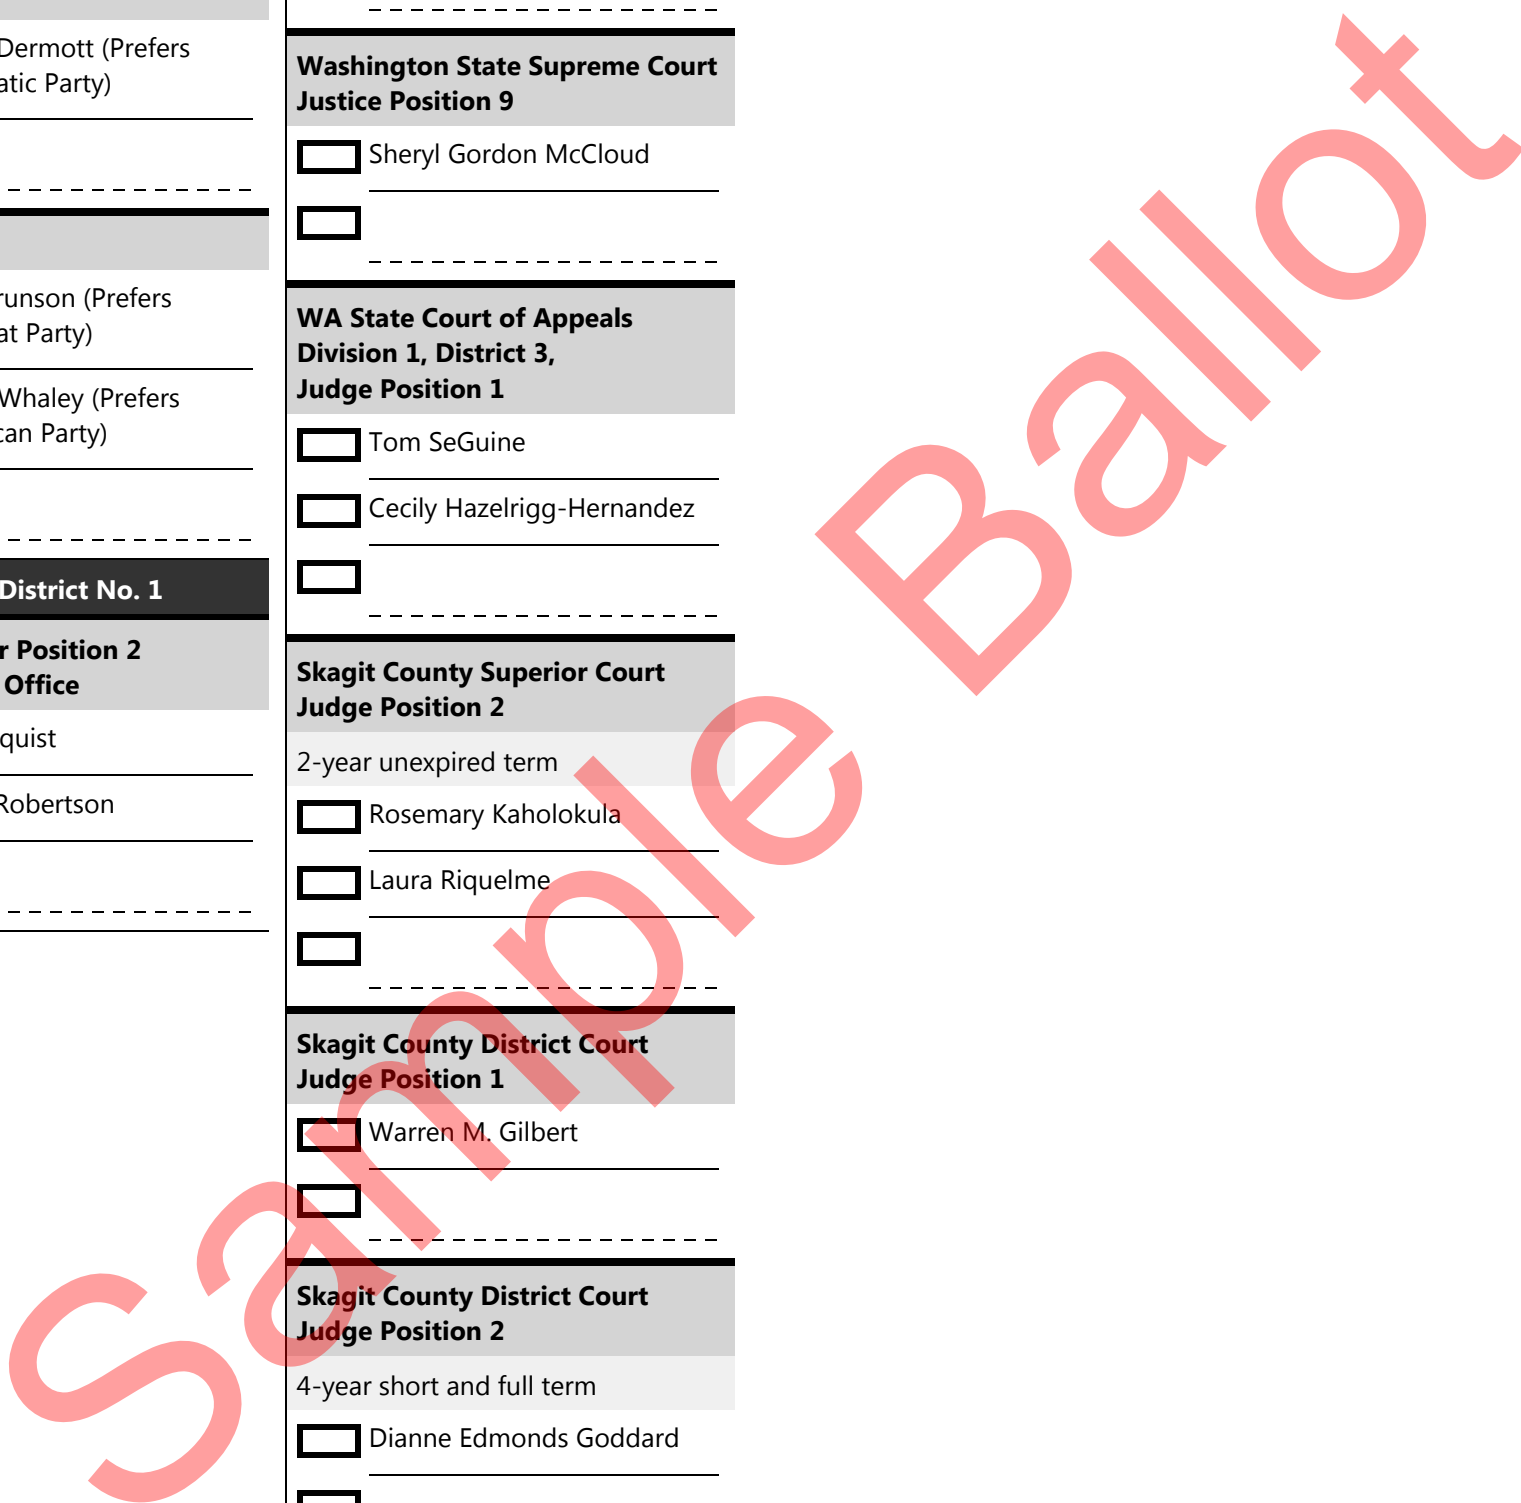 Dermott (Prefers
atic Party)
runson (Prefers
at Party)
Whaley (Prefers
can Party)
District No. 1
r Position 2
Office
quist
Robertson
Washington State Supreme Court
Justice Position 9
Sheryl Gordon McCloud
WA State Court of Appeals
Division 1, District 3,
Judge Position 1
Tom SeGuine
Cecily Hazelrigg-Hernandez
Skagit County Superior Court
Judge Position 2
2-year unexpired term
Rosemary Kaholokula
Laura Riquelme
Skagit County District Court
Judge Position 1
Warren M. Gilbert
Skagit County District Court
Judge Position 2
4-year short and full term
Dianne Edmonds Goddard
Sample Ballot